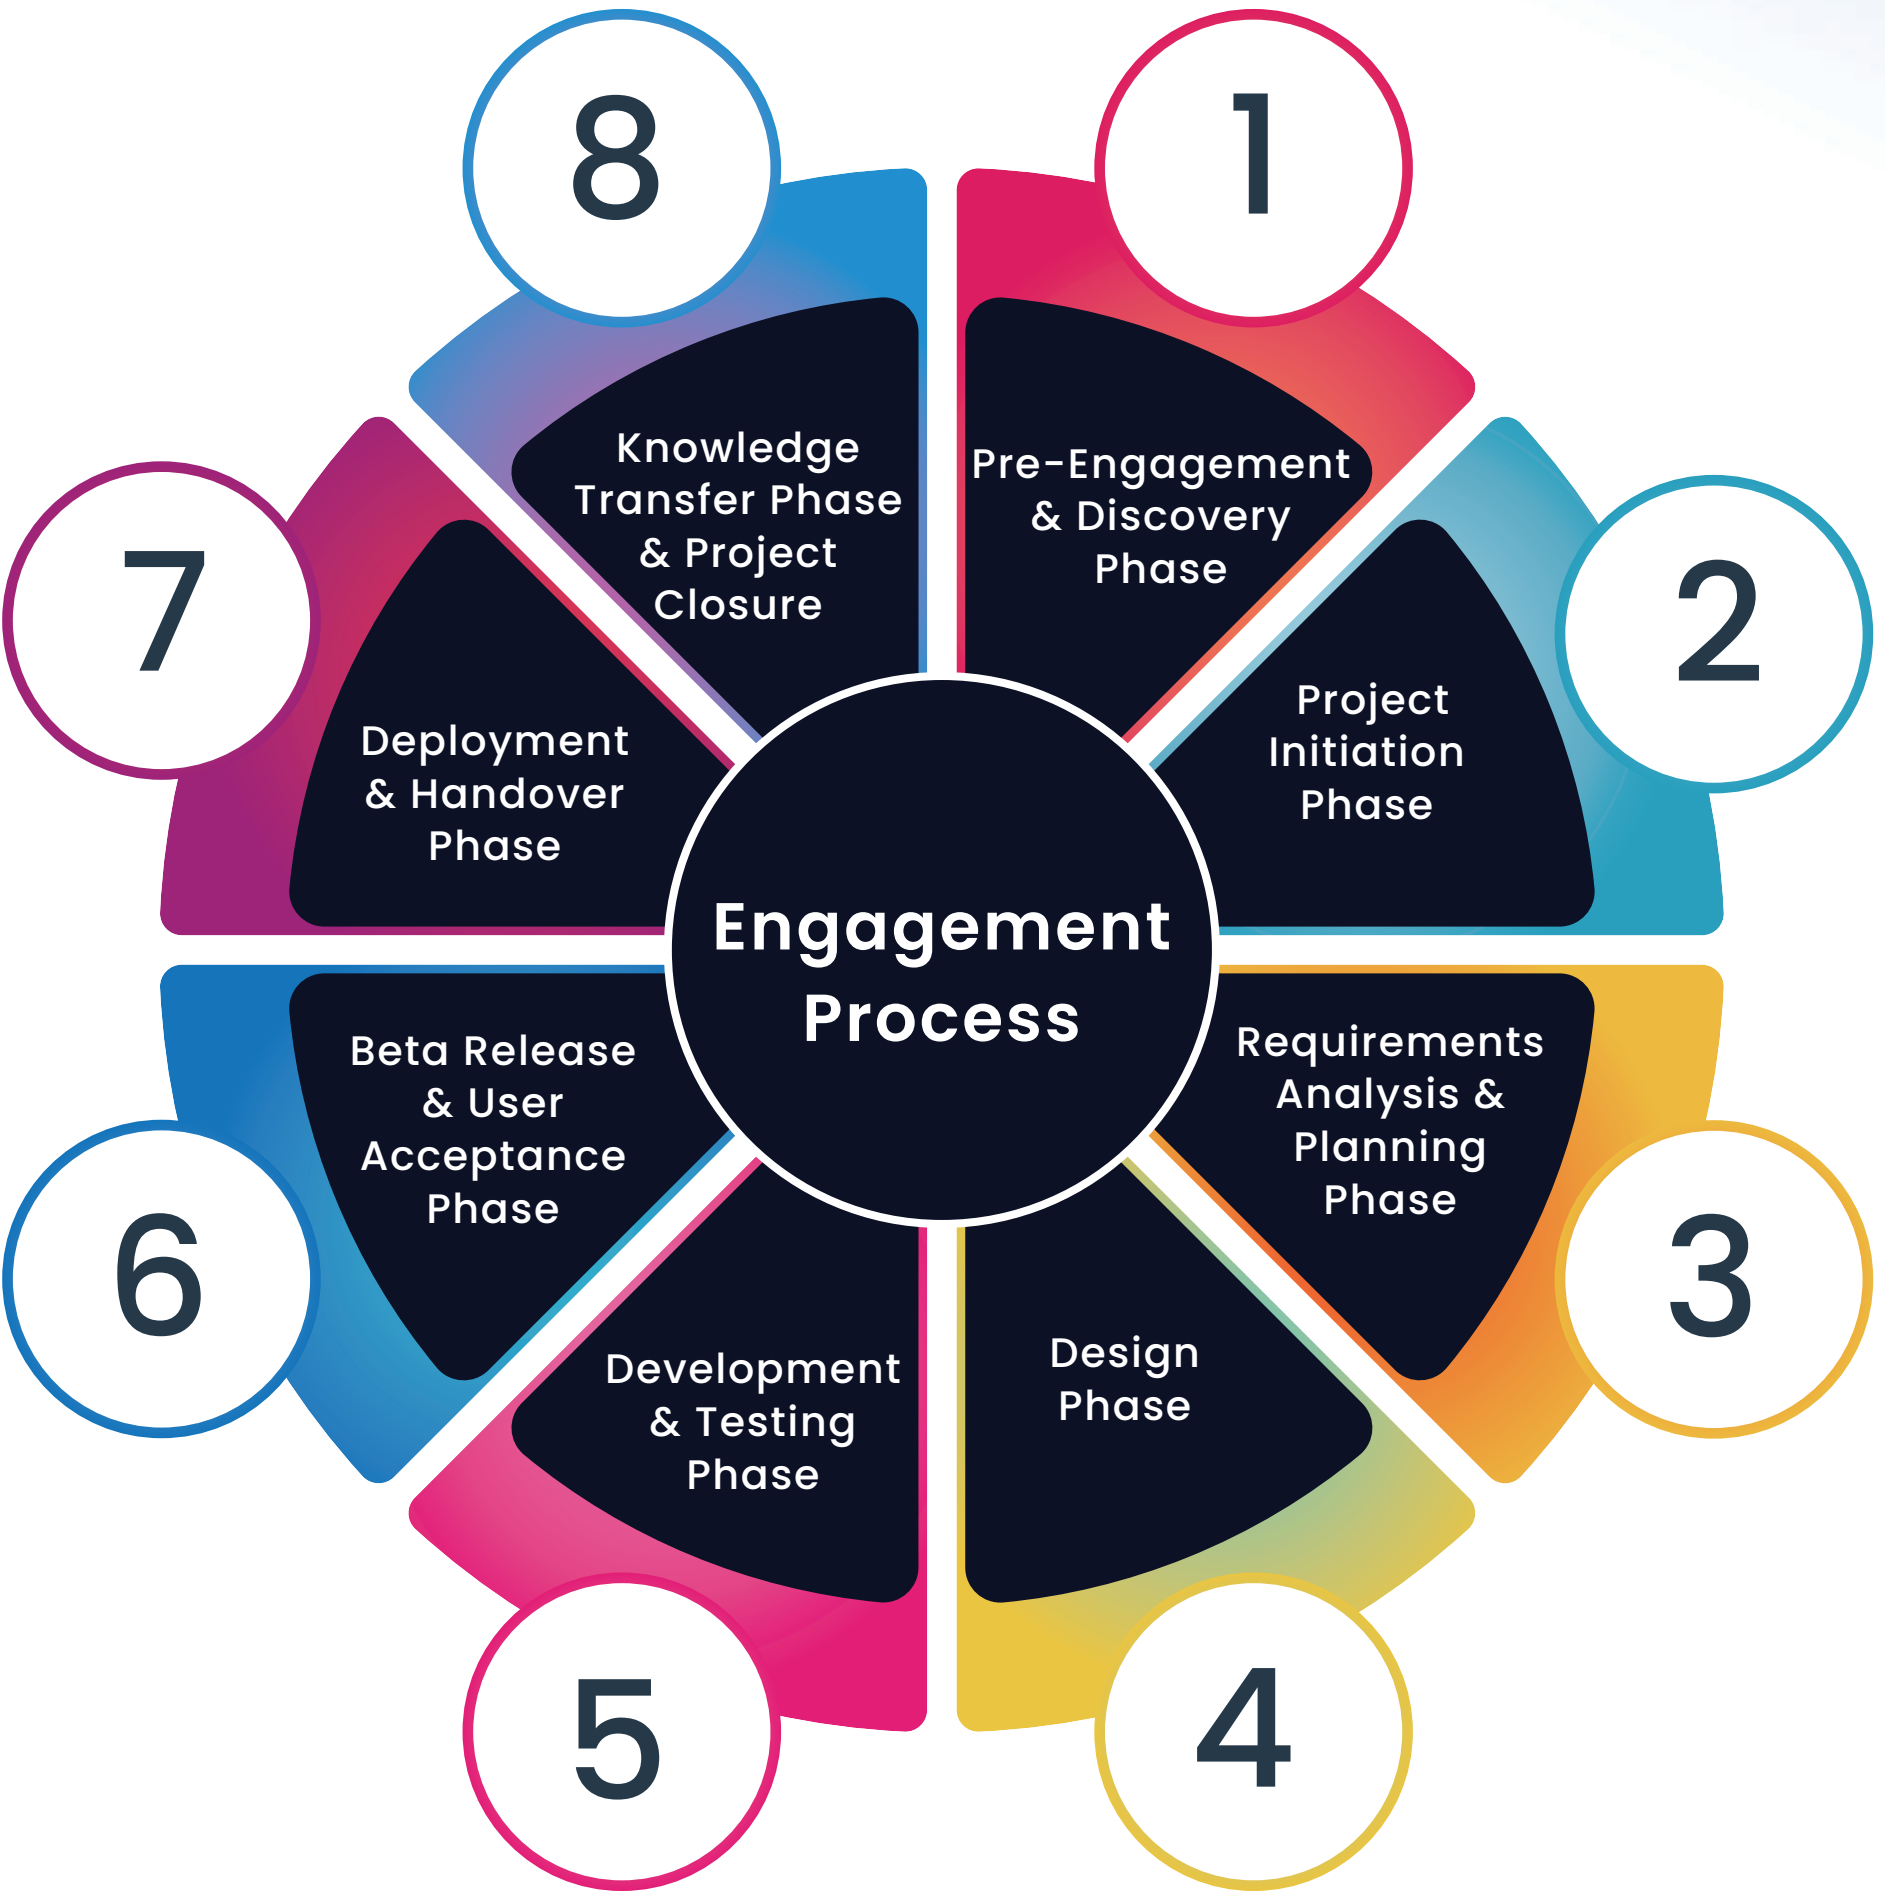 1
Pre-Engagement
& Discovery
Phase
2
Project
Initiation
Phase
3
Requirements
Analysis &
Planning
Phase
4
Design
Phase
5
Development
& Testing
Phase
6
Beta Release
& User
Acceptance
Phase
7
Deployment
& Handover
Phase
8
Knowledge
Transfer Phase
& Project
Closure
Engagement
Process